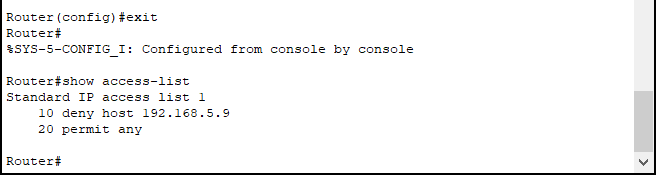 Router(config)#exit
Router#
%SYS-5-CONFIG_I: Configured from console by console
Router#show access-list
Standard IP access list 1
10 deny host 192.168.5.9
20 permit any
Router#